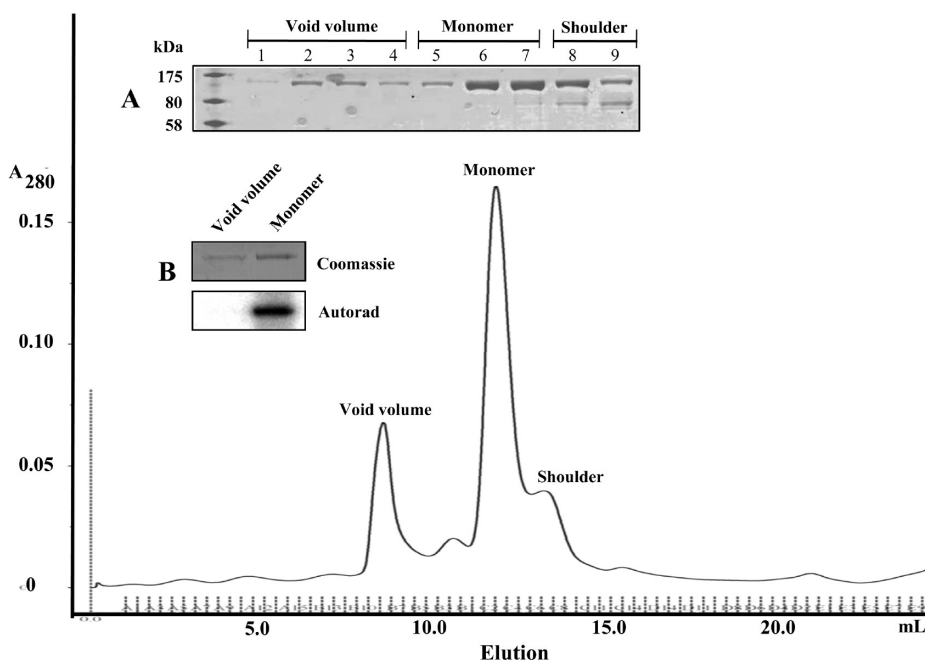 Void volume Monomer Shoulder
kDa 1 2 3 4 5 6 7 8 9
175
A 80
58
A280
Void volume
Monomer
Monomer
0.15
B
Coomassie
Autorad
0.10
Void volume
0.05
Shoulder
0
0.0
5.0 10.0 15.0 20.0 mL
Elution